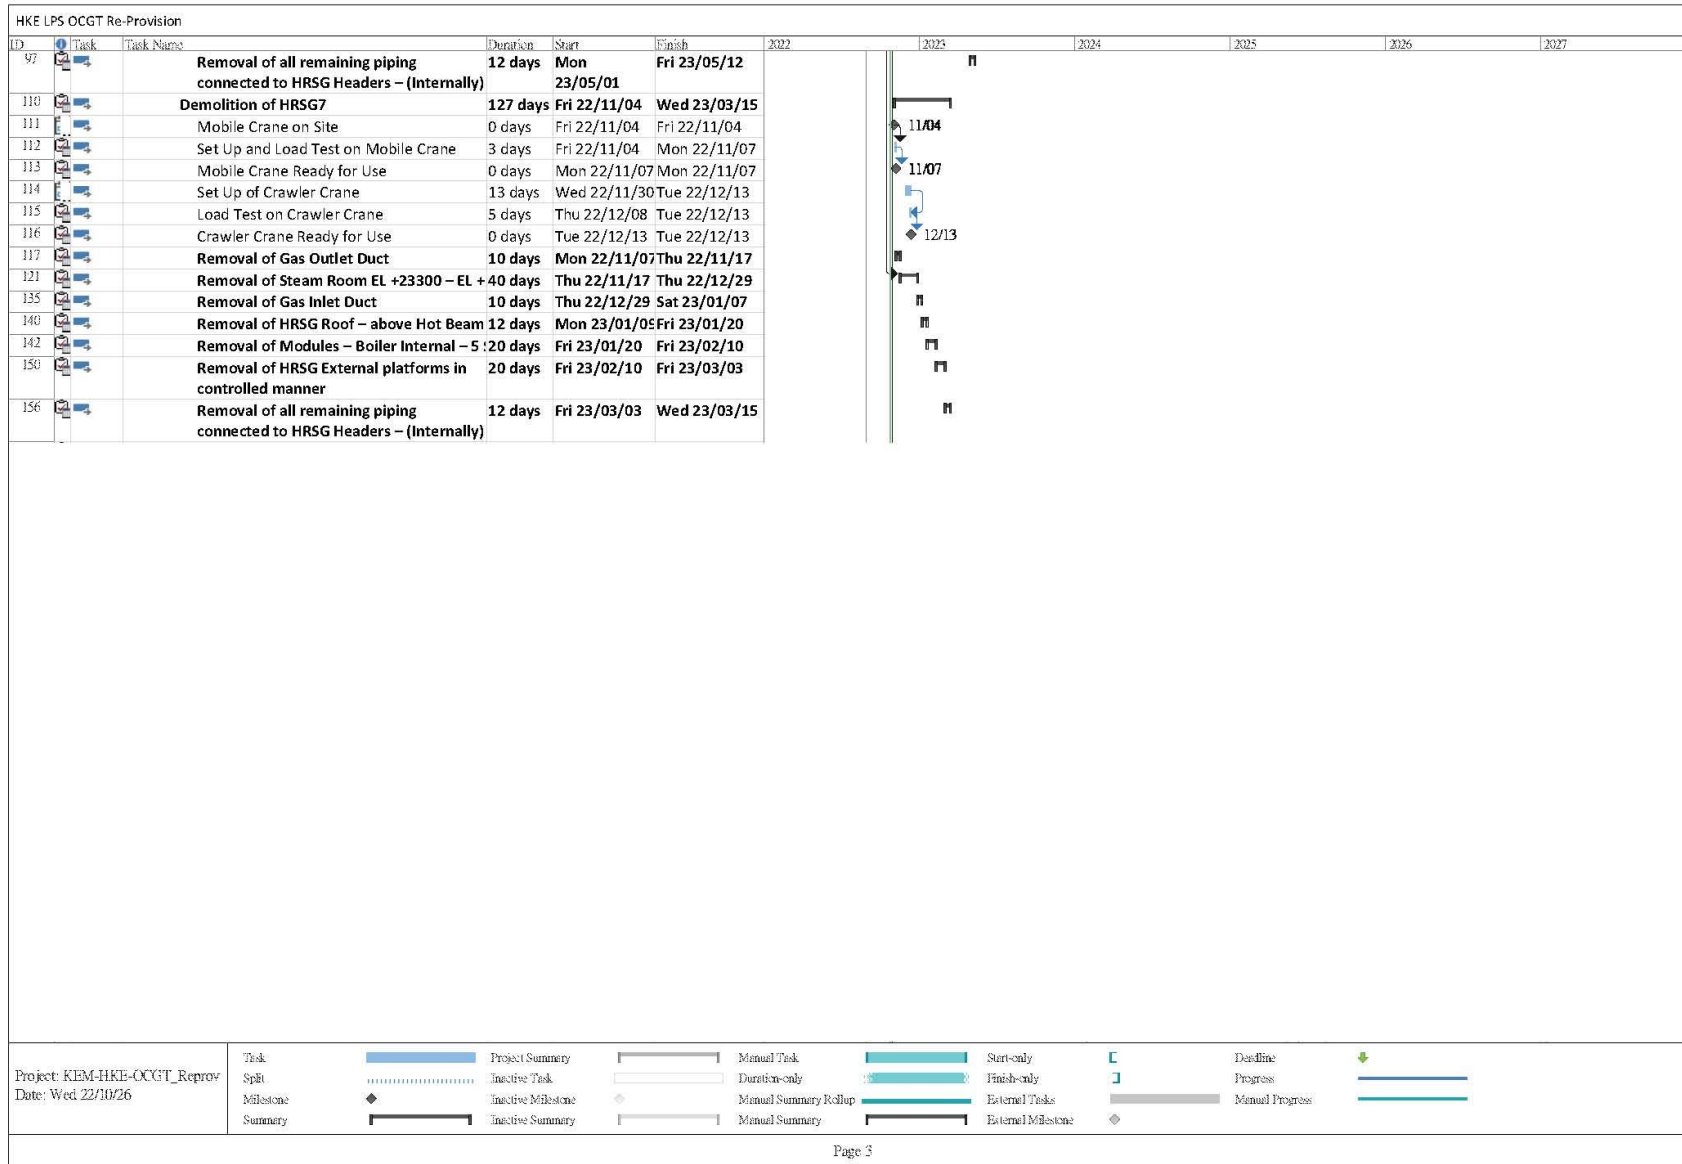 HKE LPS OCGT Re-Provision
ID Task Task Name Duration Start Finish 2022 2023 2024 2025 2026 2027
97 Removal of all remaining piping 12 days Mon Fri 23/05/12
connected to HRSG Headers – (Internally) 23/05/01
110 Demolition of HRSG7 127 days Fri 22/11/04 Wed 23/03/15
111 Mobile Crane on Site 0 days Fri 22/11/04 Fri 22/11/04 11/04
112 Set Up and Load Test on Mobile Crane 3 days Fri 22/11/04 Mon 22/11/07
113 Mobile Crane Ready for Use 0 days Mon 22/11/07 Mon 22/11/07 11/07
114 Set Up of Crawler Crane 13 days Wed 22/11/30 Tue 22/12/13
115 Load Test on Crawler Crane 5 days Thu 22/12/08 Tue 22/12/13
116 Crawler Crane Ready for Use 0 days Tue 22/12/13 Tue 22/12/13 12/13
117 Removal of Gas Outlet Duct 10 days Mon 22/11/07 Thu 22/11/17
121 Removal of Steam Room EL +23300 – EL + 40 days Thu 22/11/17 Thu 22/12/29
135 Removal of Gas Inlet Duct 10 days Thu 22/12/29 Sat 23/01/07
140 Removal of HRSG Roof – above Hot Beam 12 days Mon 23/01/09 Fri 23/01/20
142 Removal of Modules – Boiler Internal – 5 20 days Fri 23/01/20 Fri 23/02/10
150 Removal of HRSG External platforms in 20 days Fri 23/02/10 Fri 23/03/03
controlled manner
156 Removal of all remaining piping 12 days Fri 23/03/03 Wed 23/03/15
connected to HRSG Headers – (Internally)
Project: KEM-HKE-OCGT_Reprov
Date: Wed 22/10/26
Task Project Summary Manual Task Start-only Deadline
Split Inactive Task Duration-only Finish-only Progress
Milestone Inactive Milestone Manual Summary Rollup External Tasks Manual Progress
Summary Inactive Summary Manual Summary External Milestone
Page 3